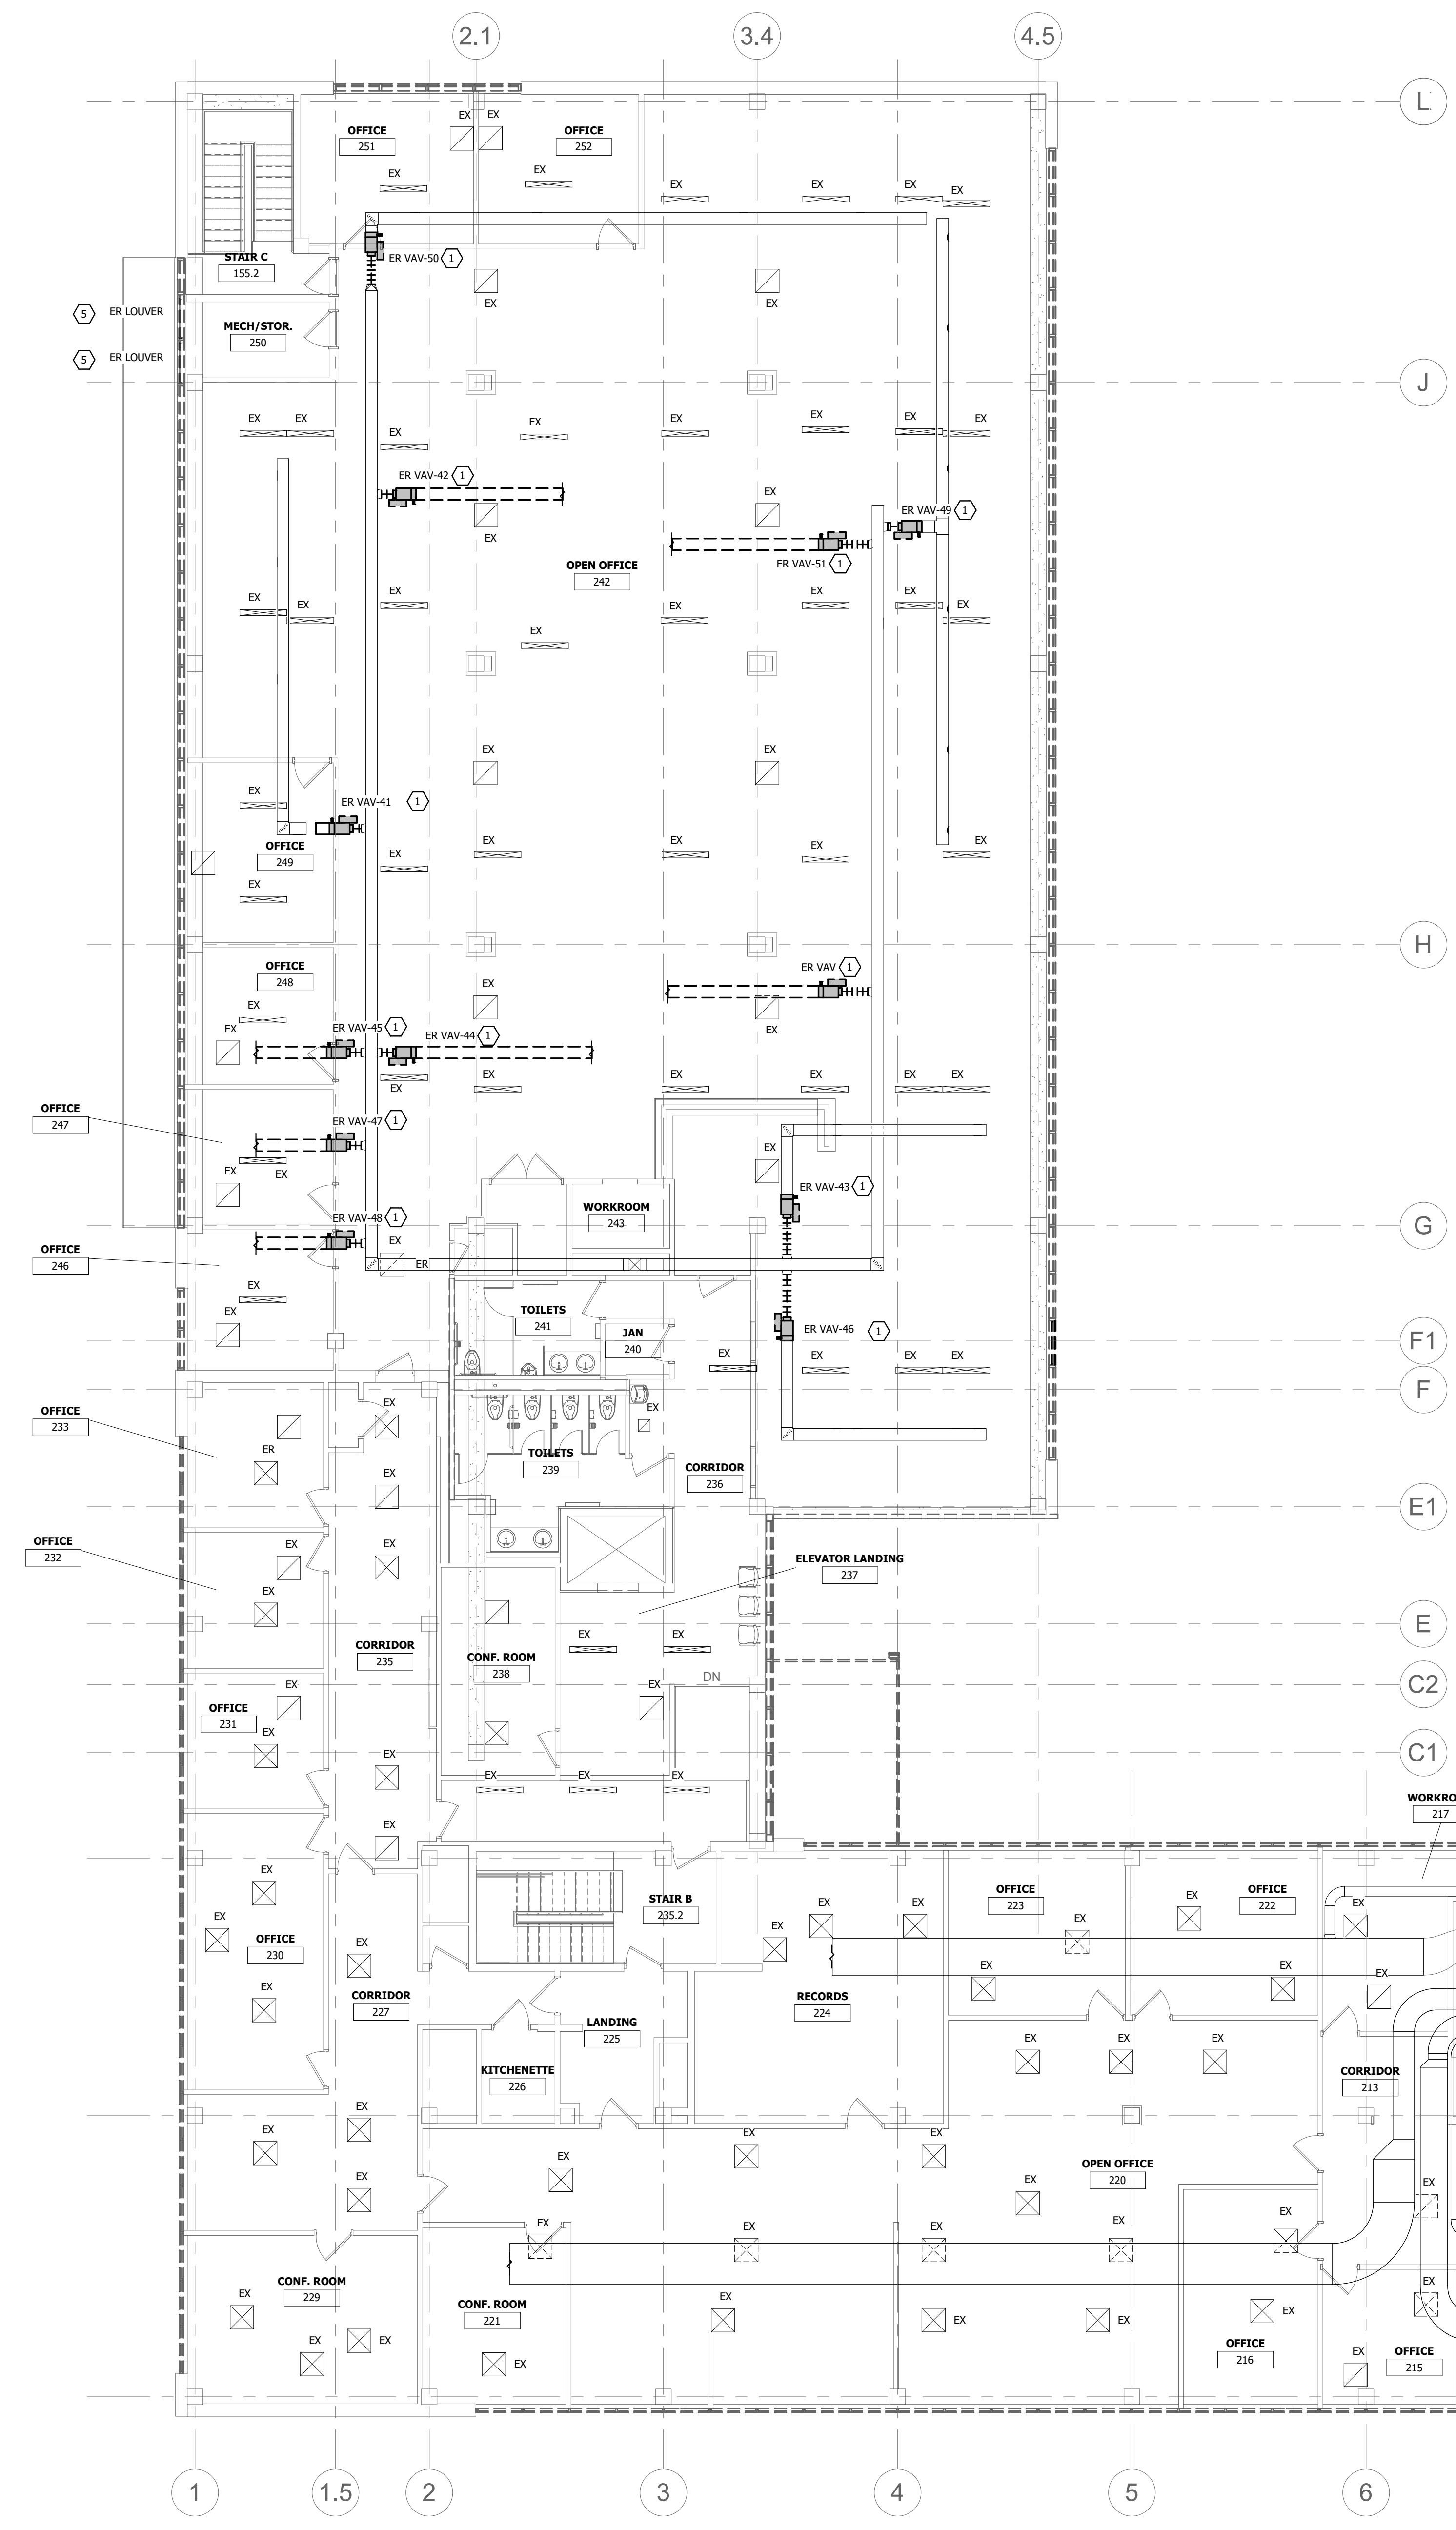 2.1
3.4
4.5
L
EX
EX
OFFICE
251
OFFICE
252
EX
EX
EX
EX
EX
EX
STAIR C
155.2
ER VAV-50
1
EX
EX
5
ER LOUVER
MECH/STOR.
250
5
ER LOUVER
J
EX
EX
EX
EX
EX
EX
EX
EX
ER VAV-42
1
EX
EX
ER VAV-49
1
OPEN OFFICE
242
ER VAV-51
1
EX
EX
EX
EX
EX
EX
EX
EX
EX
EX
EX
ER VAV-41
1
OFFICE
249
EX
EX
EX
EX
EX
EX
H
OFFICE
248
ER VAV
1
EX
EX
EX
EX
ER VAV-45
1
ER VAV-44
1
EX
EX
EX
EX
EX
EX
OFFICE
247
ER VAV-47
1
EX
EX
EX
ER VAV-43
1
WORKROOM
243
ER VAV-48
1
G
OFFICE
246
EX
ER
EX
EX
TOILETS
241
JAN
240
ER VAV-46
1
F1
EX
EX
EX
EX
F
OFFICE
233
EX
EX
ER
TOILETS
239
CORRIDOR
236
EX
E1
OFFICE
232
EX
EX
EX
ELEVATOR LANDING
237
E
CORRIDOR
235
CONF. ROOM
238
EX
EX
DN
C2
OFFICE
231
EX
EX
EX
EX
C1
EX
EX
EX
WORKRO
217
EX
EX
EX
OFFICE
230
EX
EX
STAIR B
235.2
EX
EX
EX
OFFICE
223
EX
EX
OFFICE
222
EX
EX
EX
EX
CORRIDOR
227
RECORDS
224
LANDING
225
KITCHENETTE
226
EX
EX
EX
CORRIDOR
213
EX
EX
EX
EX
EX
EX
EX
OPEN OFFICE
220
EX
EX
EX
EX
EX
EX
EX
EX
CONF. ROOM
229
EX
CONF. ROOM
221
EX
EX
EX
EX
EX
EX
EX
EX
OFFICE
216
EX
OFFICE
215
1
1.5
2
3
4
5
6